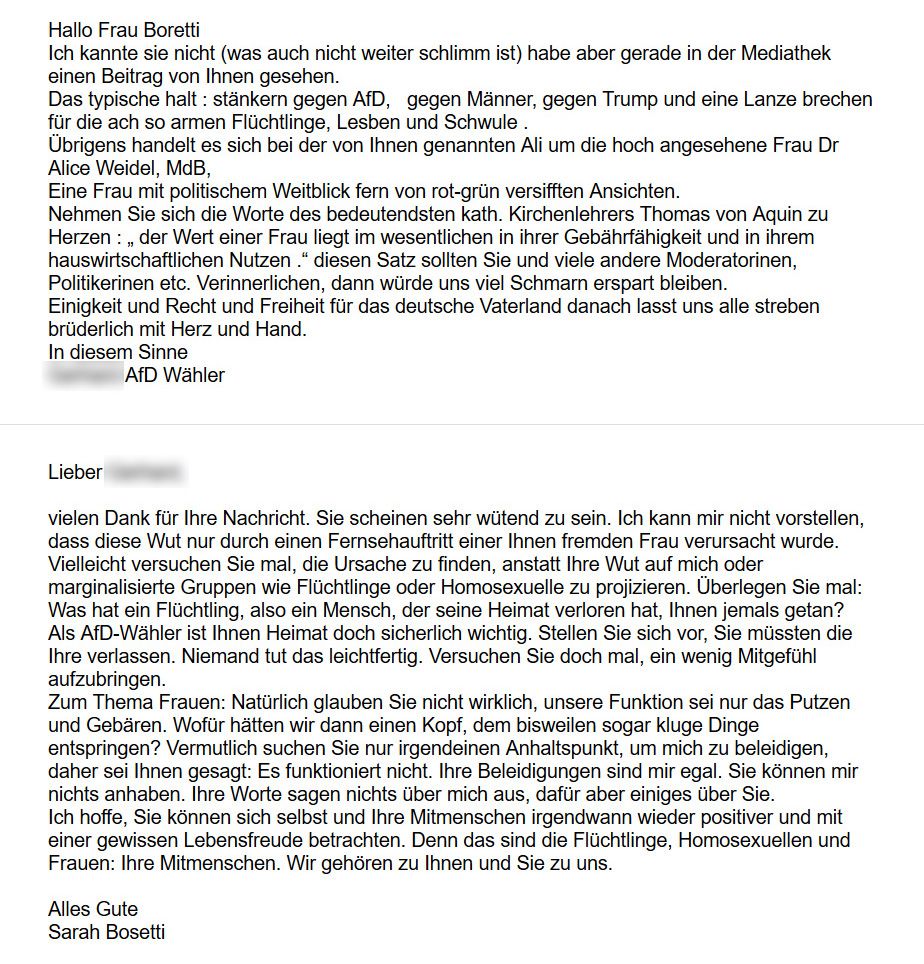 Hallo Frau Boretti
Ich kannte sie nicht (was auch nicht weiter schlimm ist) habe aber gerade in der Mediathek
einen Beitrag von Ihnen gesehen.
Das typische halt : stänkern gegen AfD,   gegen Männer, gegen Trump und eine Lanze brechen
für die ach so armen Flüchtlinge, Lesben und Schwule .
Übrigens handelt es sich bei der von Ihnen genannten Ali um die hoch angesehene Frau Dr
Alice Weidel, MdB,
Eine Frau mit politischem Weitblick fern von rot-grün versifften Ansichten.
Nehmen Sie sich die Worte des bedeutendsten kath. Kirchenlehrers Thomas von Aquin zu
Herzen : „ der Wert einer Frau liegt im wesentlichen in ihrer Gebährfähigkeit und in ihrem
hauswirtschaftlichen Nutzen .“ diesen Satz sollten Sie und viele andere Moderatorinen,
Politikerinen etc. Verinnerlichen, dann würde uns viel Schmarn erspart bleiben.
Einigkeit und Recht und Freiheit für das deutsche Vaterland danach lasst uns alle streben
brüderlich mit Herz und Hand.
In diesem Sinne
AfD Wähler
Lieber
vielen Dank für Ihre Nachricht. Sie scheinen sehr wütend zu sein. Ich kann mir nicht vorstellen,
dass diese Wut nur durch einen Fernsehauftritt einer Ihnen fremden Frau verursacht wurde.
Vielleicht versuchen Sie mal, die Ursache zu finden, anstatt Ihre Wut auf mich oder
marginalisierte Gruppen wie Flüchtlinge oder Homosexuelle zu projizieren. Überlegen Sie mal:
Was hat ein Flüchtling, also ein Mensch, der seine Heimat verloren hat, Ihnen jemals getan?
Als AfD-Wähler ist Ihnen Heimat doch sicherlich wichtig. Stellen Sie sich vor, Sie müssten die
Ihre verlassen. Niemand tut das leichtfertig. Versuchen Sie doch mal, ein wenig Mitgefühl
aufzubringen.
Zum Thema Frauen: Natürlich glauben Sie nicht wirklich, unsere Funktion sei nur das Putzen
und Gebären. Wofür hätten wir dann einen Kopf, dem bisweilen sogar kluge Dinge
entspringen? Vermutlich suchen Sie nur irgendeinen Anhaltspunkt, um mich zu beleidigen,
daher sei Ihnen gesagt: Es funktioniert nicht. Ihre Beleidigungen sind mir egal. Sie können mir
nichts anhaben. Ihre Worte sagen nichts über mich aus, dafür aber einiges über Sie.
Ich hoffe, Sie können sich selbst und Ihre Mitmenschen irgendwann wieder positiver und mit
einer gewissen Lebensfreude betrachten. Denn das sind die Flüchtlinge, Homosexuellen und
Frauen: Ihre Mitmenschen. Wir gehören zu Ihnen und Sie zu uns.
Alles Gute
Sarah Bosetti